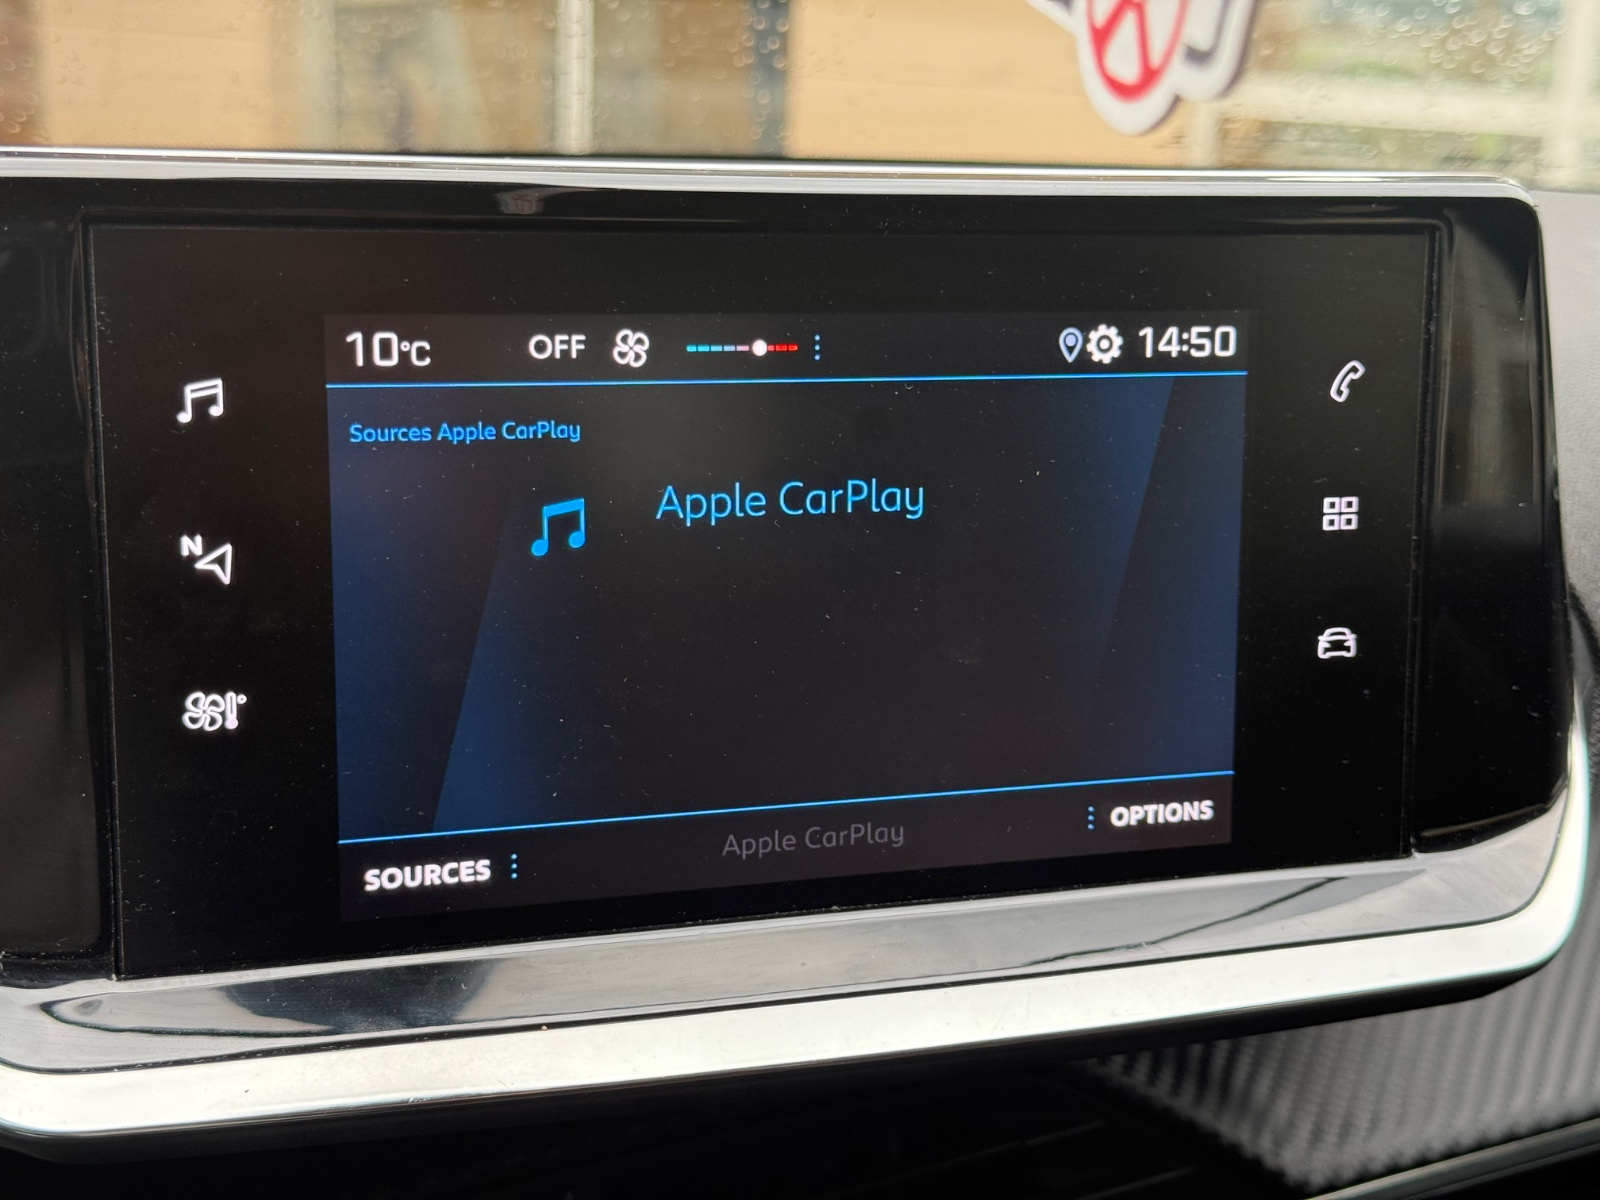 10°C OFF 14:50
Sources Apple CarPlay
Apple CarPlay
N
Apple CarPlay
OPTIONS
SOURCES